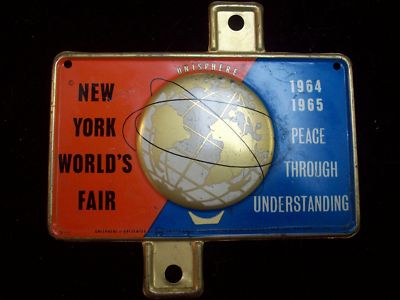 UNISPHERE
NEW
YORK
WORLD'S
FAIR
1964
1965
PEACE
THROUGH
UNDERSTANDING